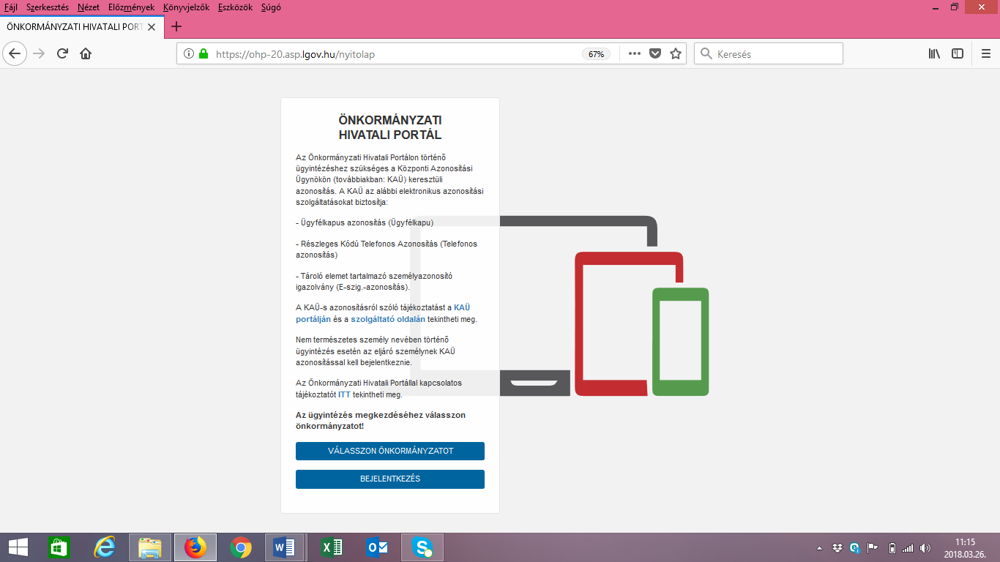 Fájl Szerkesztés Nézet Előzmények Könyvjelzők Eszközök Súgó
ÖNKORMÁNYZATI HIVATALI PORT
https://ohp-20.asp.lgov.hu/nyitolap 67% Keresés
ÖNKORMÁNYZATI
HIVATALI PORTÁL
Az Önkormányzati Hivatali Portálon történő
ügyintézéshez szükséges a Központi Azonosítási
Ügynökön (továbbiakban: KAÜ) keresztüli
azonosítás. A KAÜ az alábbi elektronikus azonosítási
szolgáltatásokat biztosítja:
- Ügyfélkapus azonosítás (Ügyfélkapu)
- Részleges Kódú Telefonos Azonosítás (Telefonos
azonosítás)
- Tároló elemet tartalmazó személyazonosító
igazolvány (E-szig.-azonosítás).
A KAÜ-s azonosításról szóló tájékoztatást a KAÜ
portálján és a szolgáltató oldalán tekintheti meg.
Nem természetes személy nevében történő
ügyintézés esetén az eljáró személynek KAÜ
azonosítással kell bejelentkeznie.
Az Önkormányzati Hivatali Portállal kapcsolatos
tájékoztatót ITT tekintheti meg.
Az ügyintézés megkezdéséhez válasszon
önkormányzatot!
VÁLASSZON ÖNKORMÁNYZATOT
BEJELENTKEZÉS
11:15
2018.03.26.